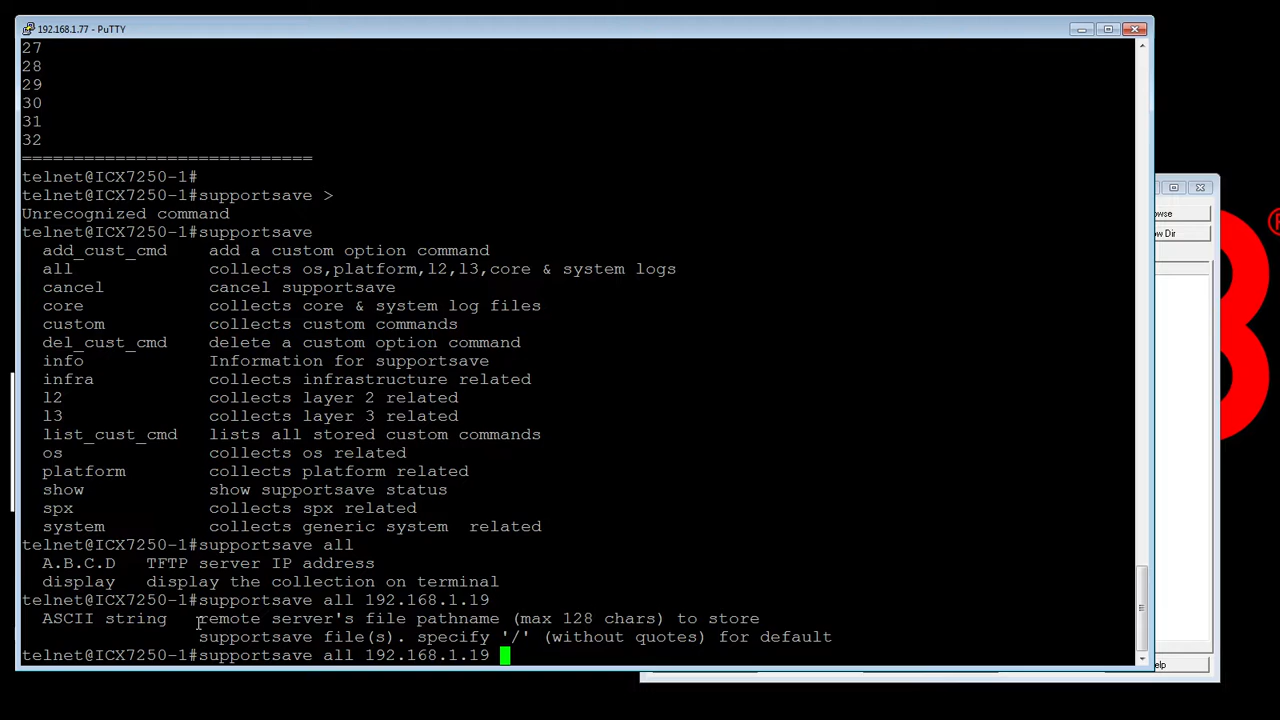 192.168.1.77 - PuTTY
27
28
29
30
31
32
============================
telnet@ICX7250-1#
telnet@ICX7250-1#supportsave >
Unrecognized command
telnet@ICX7250-1#supportsave
add_cust_cmd add a custom option command
all collects os,platform,l2,l3,core & system logs
cancel cancel supportsave
core collects core & system log files
custom collects custom commands
del_cust_cmd delete a custom option command
info Information for supportsave
infra collects infrastructure related
l2 collects layer 2 related
l3 collects layer 3 related
list_cust_cmd lists all stored custom commands
os collects os related
platform collects platform related
show show supportsave status
spx collects spx related
system collects generic system  related
telnet@ICX7250-1#supportsave all
A.B.C.D TFTP server IP address
display display the collection on terminal
telnet@ICX7250-1#supportsave all 192.168.1.19
ASCII string remote server's file pathname (max 128 chars) to store
supportsave file(s). specify '/' (without quotes) for default
telnet@ICX7250-1#supportsave all 192.168.1.19
®